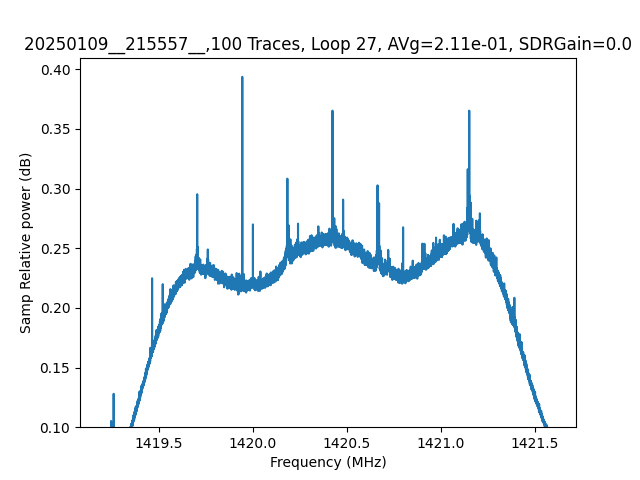 20250109__215557__,100 Traces, Loop 27, AVg=2.11e-01, SDRGain=0.0
0.40
0.35
0.30
0.25
0.20
0.15
0.10
Samp Relative power (dB)
1419.5 1420.0 1420.5 1421.0 1421.5
Frequency (MHz)